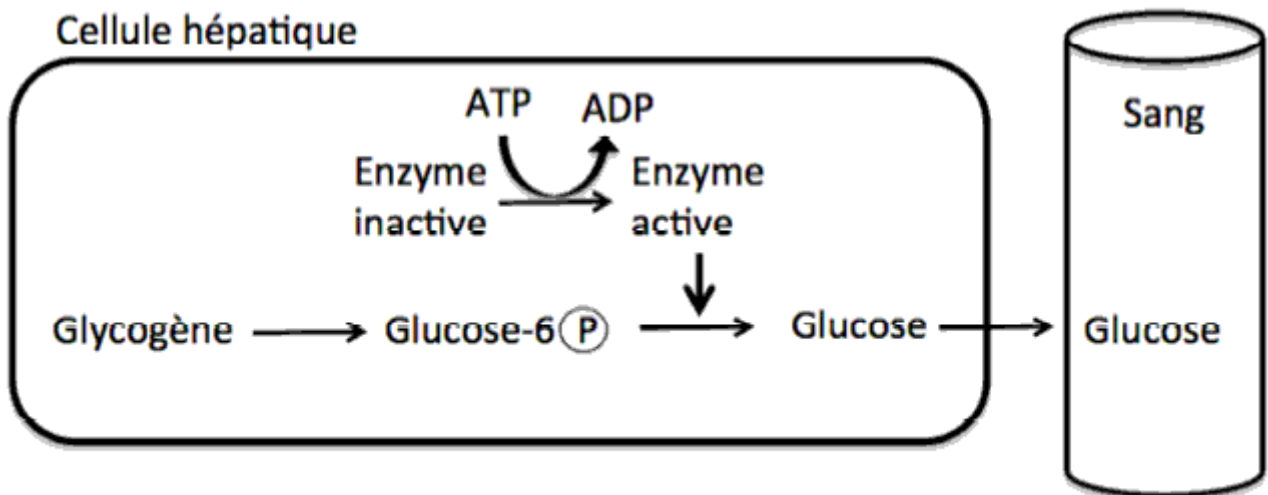 Cellule hépatique
ATP ADP
Sang
Enzyme inactive
Enzyme active
Glycogène
Glucose-6 P
Glucose
Glucose